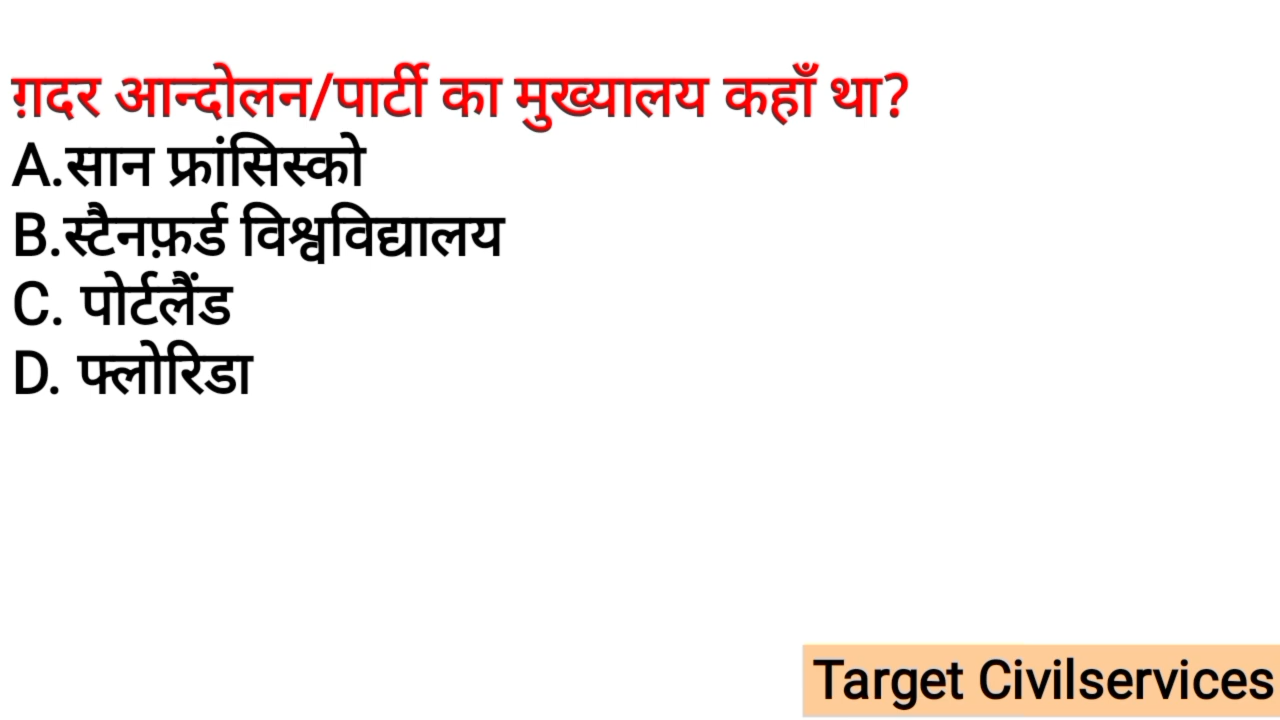 ग़दर आन्दोलन/पार्टी का मुख्यालय कहाँ था?
A.सान फ्रांसिस्को
B.स्टैनफ़र्ड विश्वविद्यालय
C. पोर्टलैंड
D. फ्लोरिडा
Target Civilservices